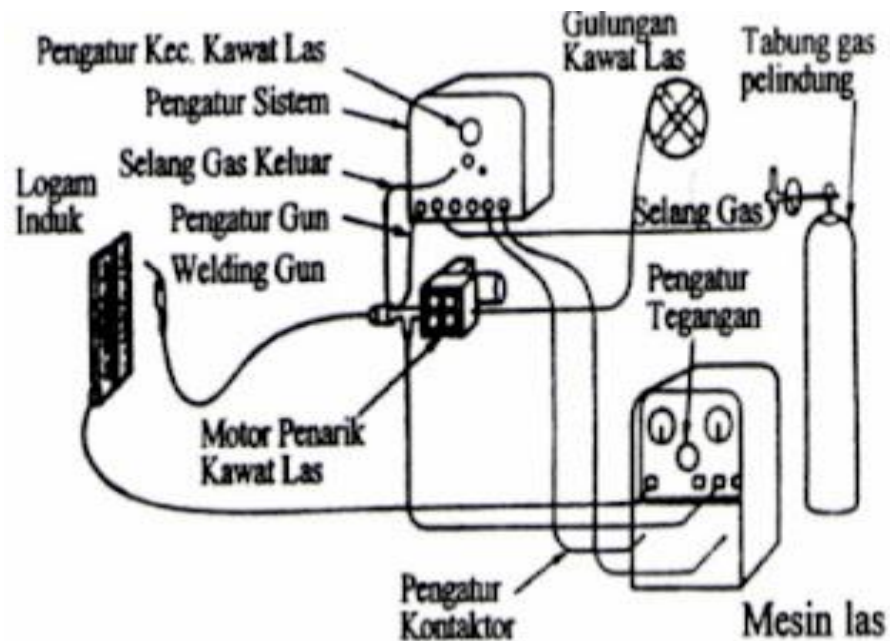 Pengatur Kec. Kawat Las
Pengatur Sistem
Selang Gas Keluar
Pengatur Gun
Welding Gun
Logam
Induk
Gulungan
Kawat Las
Tabung gas
pelindung
Selang Gas
Pengatur
Tegangan
Motor Penarik
Kawat Las
Pengatur
Kontaktor
Mesin las